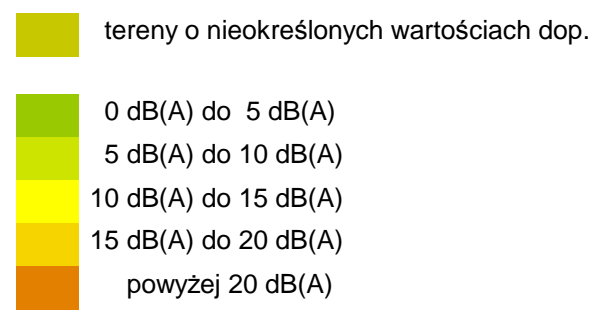 tereny o nieokreślonych wartościach dop.
0 dB(A) do 5 dB(A)
5 dB(A) do 10 dB(A)
10 dB(A) do 15 dB(A)
15 dB(A) do 20 dB(A)
powyżej 20 dB(A)